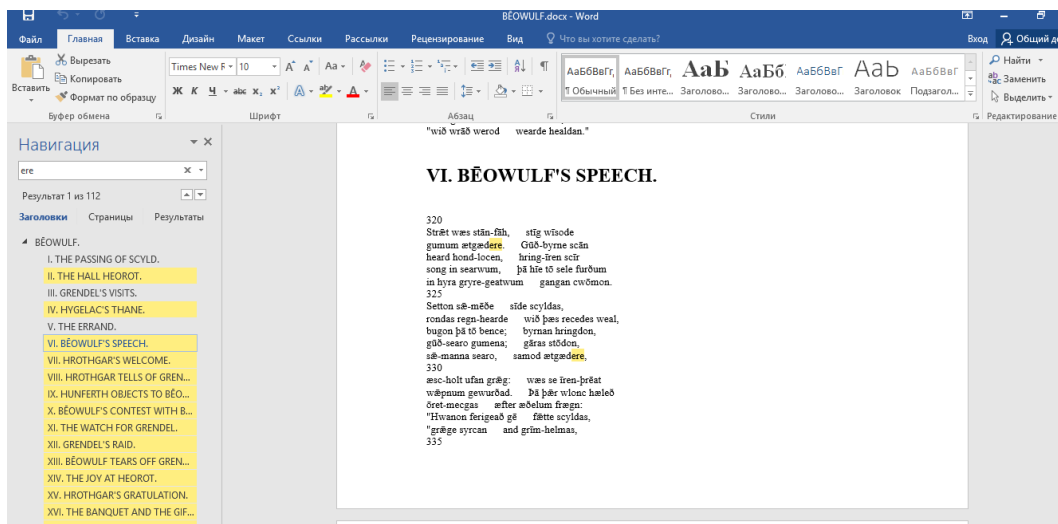 BĒOWULF.docx - Word
Файл Главная Вставка Дизайн Макет Ссылки Рассылки Рецензирование Вид Что вы хотите сделать? Вход Общий до
Вставить
Вырезать
Копировать
Формат по образцу
Буфер обмена
Times New F 10
Ж К Ч abc x₂ x²
Шрифт
Абзац
АаБбВвГг, АаБбВвГг, АаБ АаБб АаБбВвГ АаЬ АаБбВвГ
¶ Обычный ¶ Без инте... Заголово... Заголово... Заголово... Заголовок Подзагол...
Стили
Найти
Заменить
Выделить
Редактирование
Навигация
ere
Результат 1 из 112
Заголовки Страницы Результаты
BĒOWULF.
I. THE PASSING OF SCYLD.
II. THE HALL HEOROT.
III. GRENDEL'S VISITS.
IV. HYGELAC'S THANE.
V. THE ERRAND.
VI. BĒOWULF'S SPEECH.
VII. HROTHGAR'S WELCOME.
VIII. HROTHGAR TELLS OF GREN...
IX. HUNFERTH OBJECTS TO BĒO...
X. BĒOWULF'S CONTEST WITH B...
XI. THE WATCH FOR GRENDEL.
XII. GRENDEL'S RAID.
XIII. BĒOWULF TEARS OFF GREN...
XIV. THE JOY AT HEOROT.
XV. HROTHGAR'S GRATULATION.
XVI. THE BANQUET AND THE GIF...
"wið wrāð werod wearde healdan."
VI. BĒOWULF'S SPEECH.
320
Strǣt wæs stān-fāh, stīg wīsode
gumum ætgædere. Gūð-byrne scān
heard hond-locen, hring-īren scīr
song in searwum, þā hīe tō sele furðum
in hyra gryre-geatwum gangan cwōmon.
325
Setton sǣ-mēðe sīde scyldas,
rondas regn-hearde wið þæs recedes weal,
bugon þā tō bence; byrnan hringdon,
gūð-searo gumena; gāras stōdon,
sǣ-manna searo, samod ætgædere,
330
æsc-holt ufan grǣg: wæs se īren-þrēat
wǣpnum gewurðad. Þā þǣr wlonc hæleð
ōret-mecgas æfter æðelum frægn:
"Hwanon ferigeað gē fǣtte scyldas,
"grǣge syrcan and grīm-helmas,
335